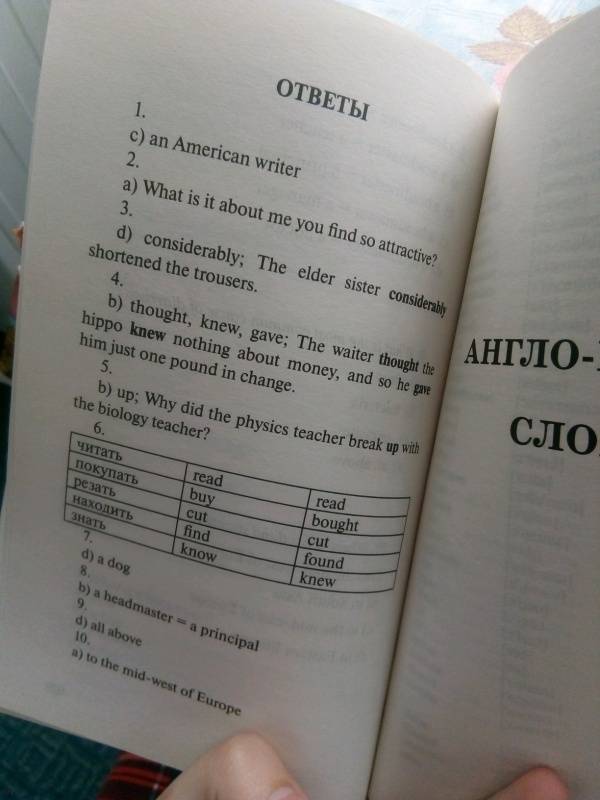 ОТВЕТЫ
1.
c) an American writer
2.
a) What is it about me you find so attractive?
3.
d) considerably; The elder sister considerably
shortened the trousers.
4.
b) thought, knew, gave; The waiter thought the
hippo knew nothing about money, and so he gave
him just one pound in change.
5.
b) up; Why did the physics teacher break up with
the biology teacher?
6.
читать read read
покупать buy bought
резать cut cut
находить find found
знать know knew
7.
d) a dog
8.
b) a headmaster = a principal
9.
d) all above
10.
a) to the mid-west of Europe
АНГЛО-
СЛО